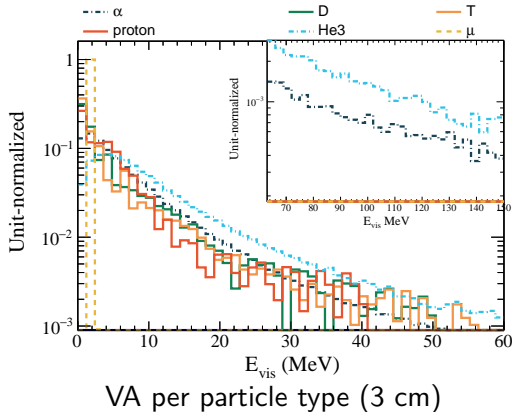 α D T
proton He3 μ
Unit-normalized
1
10⁻¹
10⁻²
10⁻³
0 10 20 30 40 50 60
E_vis (MeV)
Unit-normalized
10⁻³
70 80 90 100 110 120 130 140 150
E_vis MeV
VA per particle type (3 cm)